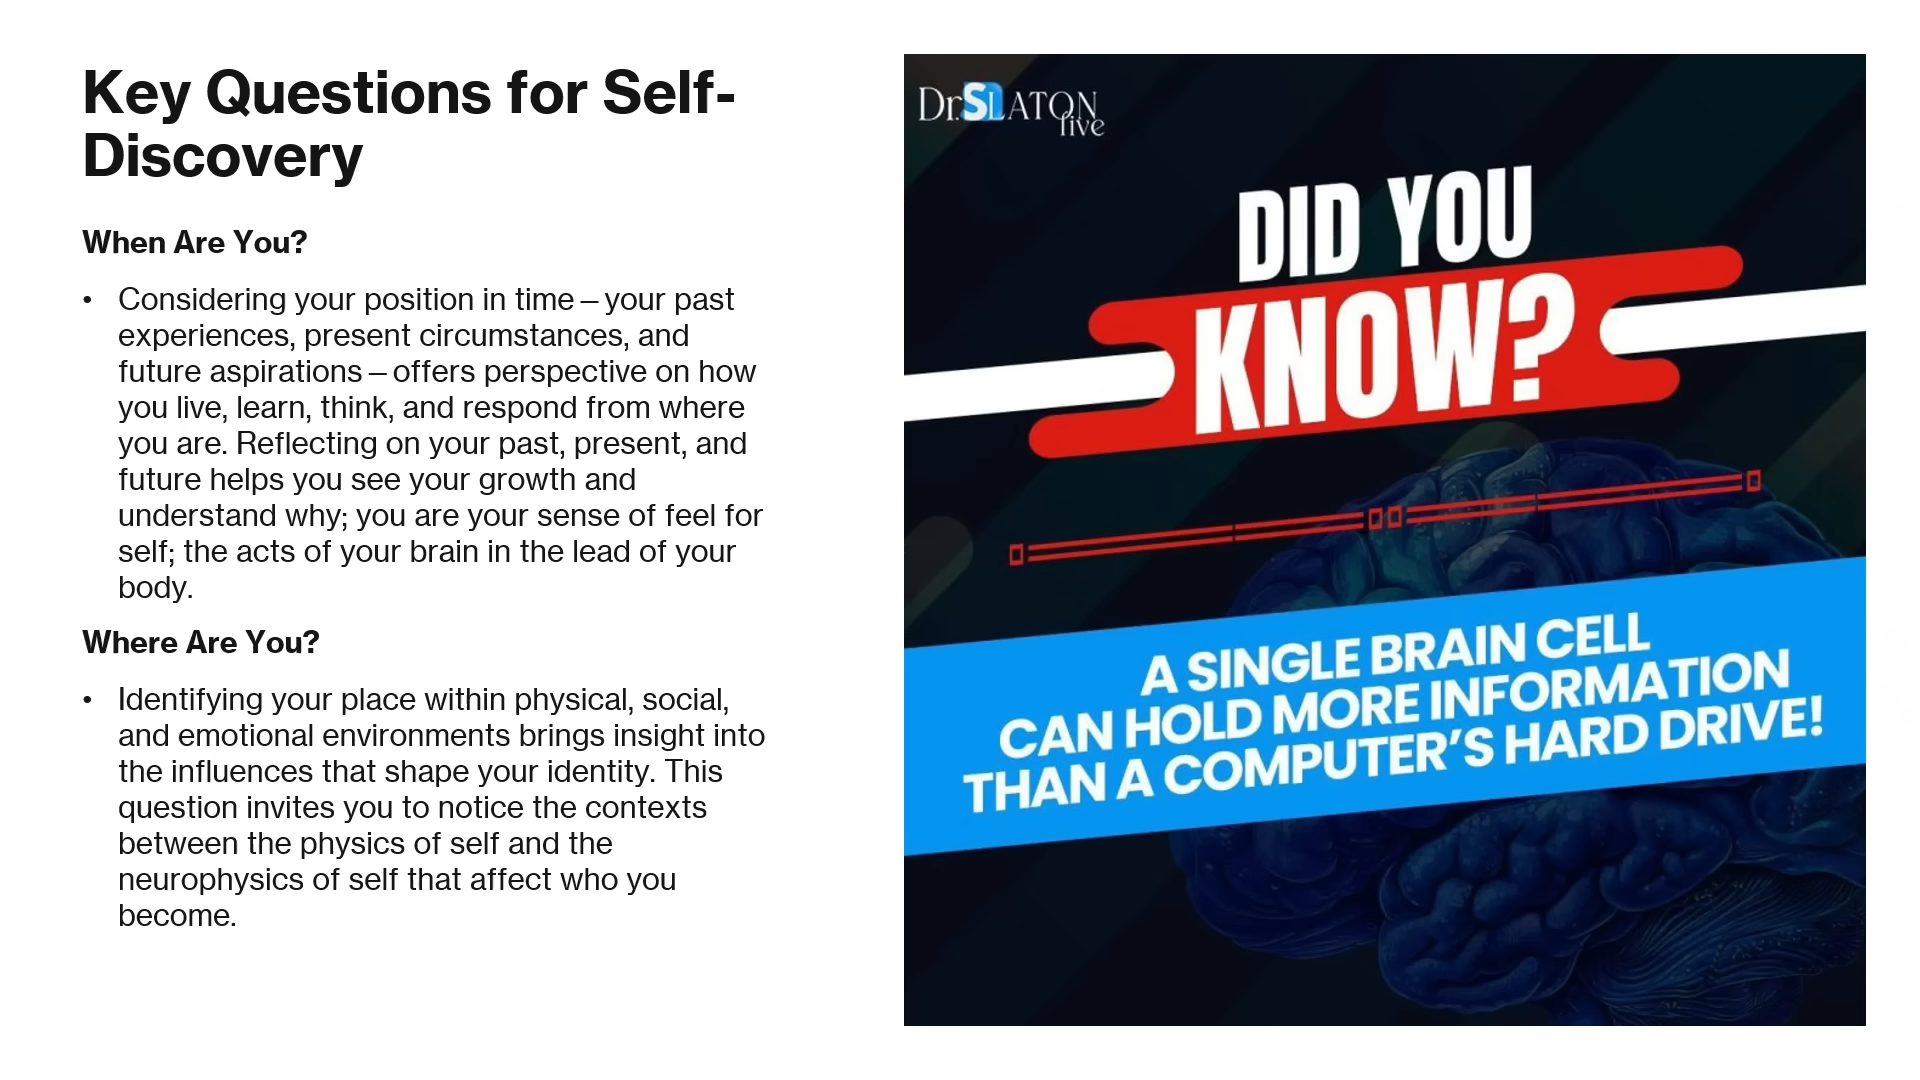 Key Questions for Self-
Discovery
When Are You?
• Considering your position in time – your past
experiences, present circumstances, and
future aspirations – offers perspective on how
you live, learn, think, and respond from where
you are. Reflecting on your past, present, and
future helps you see your growth and
understand why; you are your sense of feel for
self; the acts of your brain in the lead of your
body.
Where Are You?
• Identifying your place within physical, social,
and emotional environments brings insight into
the influences that shape your identity. This
question invites you to notice the contexts
between the physics of self and the
neurophysics of self that affect who you
become.
Dr. SLATON
live
DID YOU
KNOW?
A SINGLE BRAIN CELL
CAN HOLD MORE INFORMATION
THAN A COMPUTER'S HARD DRIVE!